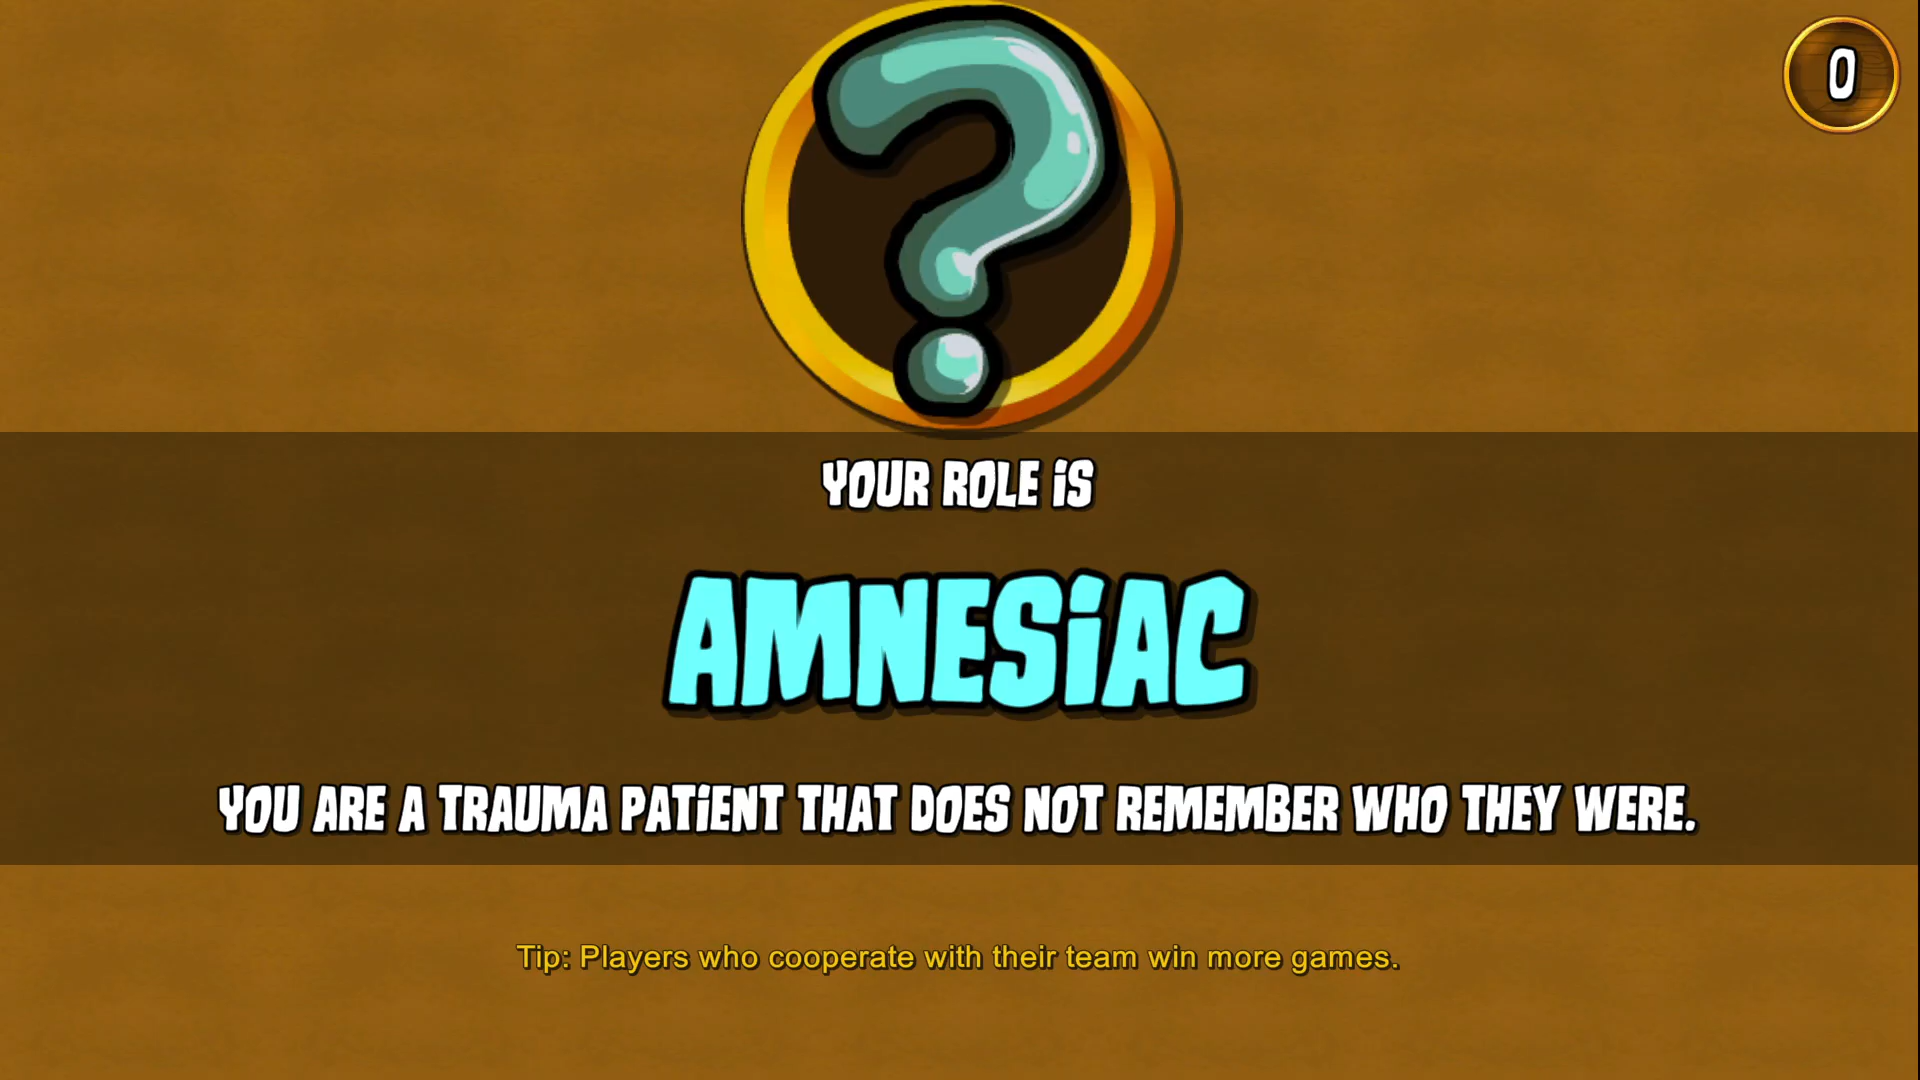 0
YOUR ROLE IS
AMNESIAC
YOU ARE A TRAUMA PATIENT THAT DOES NOT REMEMBER WHO THEY WERE.
Tip: Players who cooperate with their team win more games.